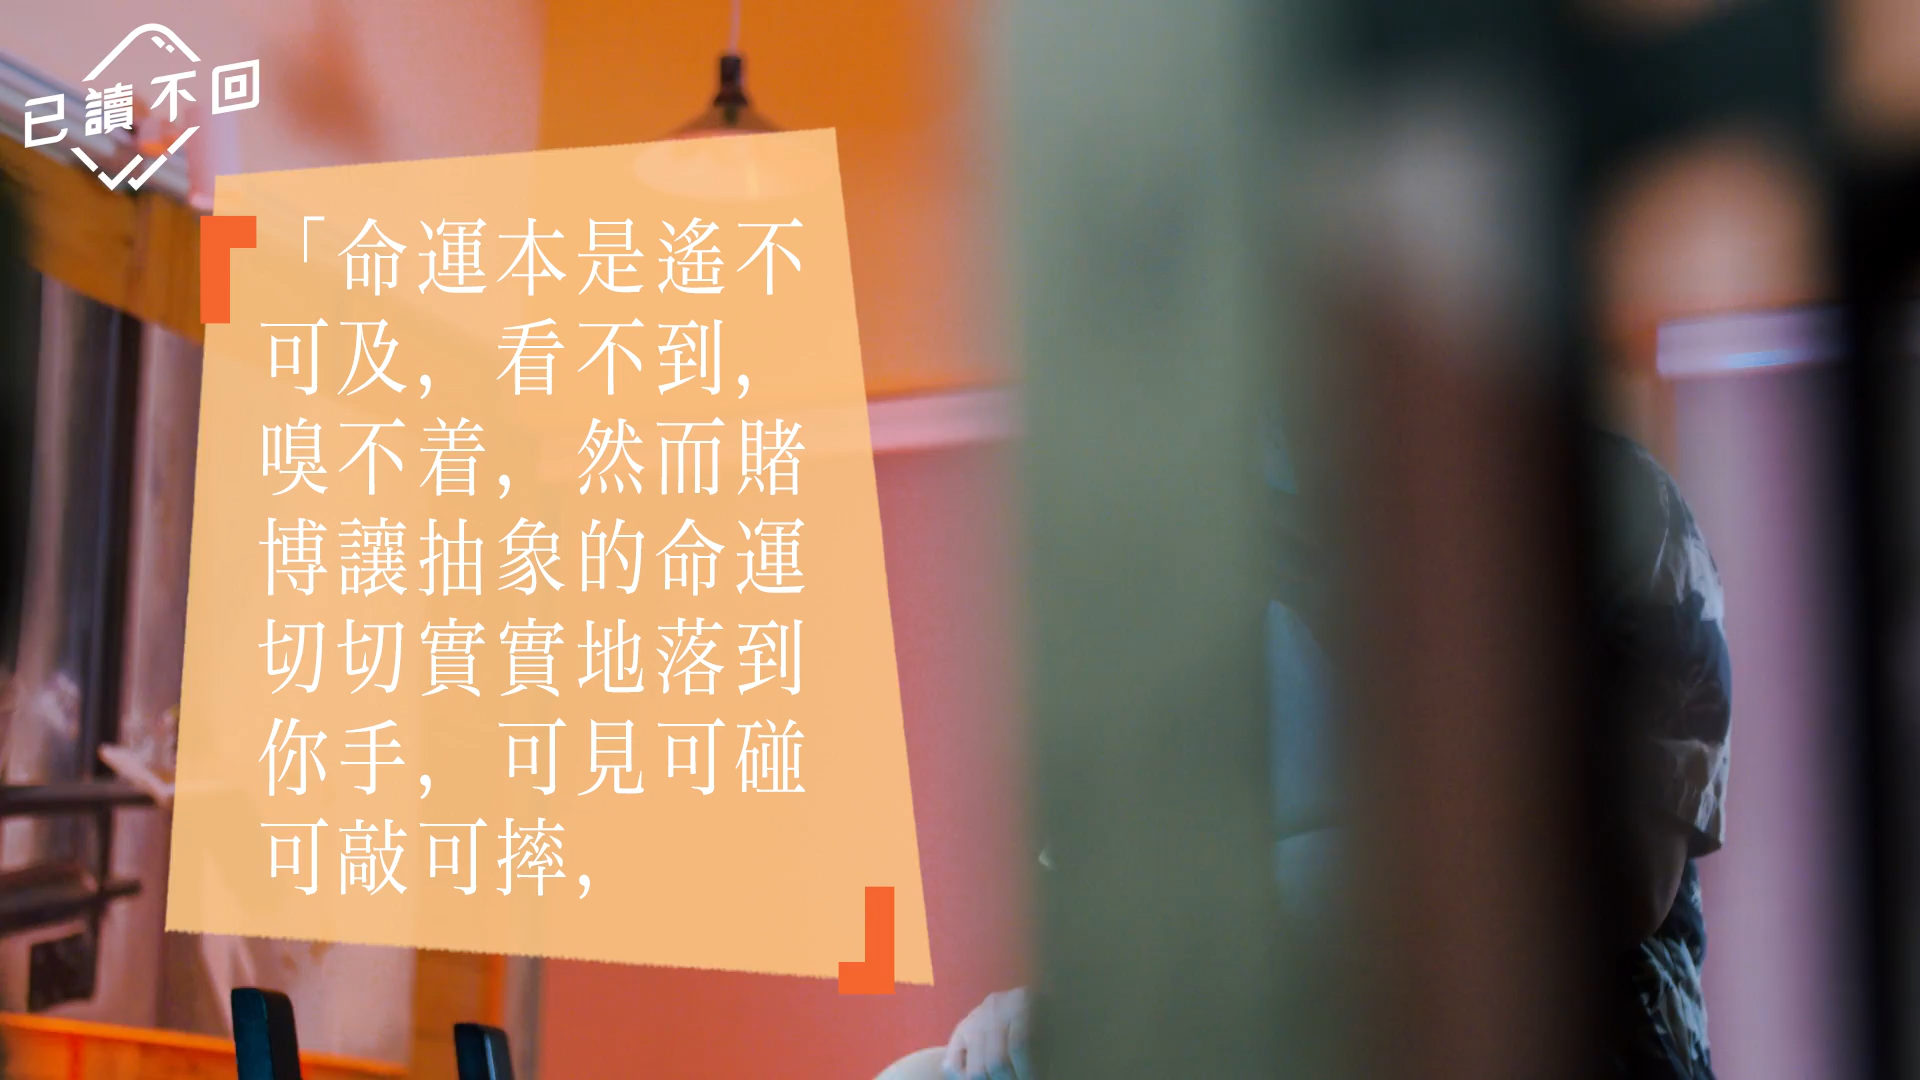 已讀不回
「命運本是遙不
可及，看不到，
嗅不着，然而賭
博讓抽象的命運
切切實實地落到
你手，可見可碰
可敲可摔，